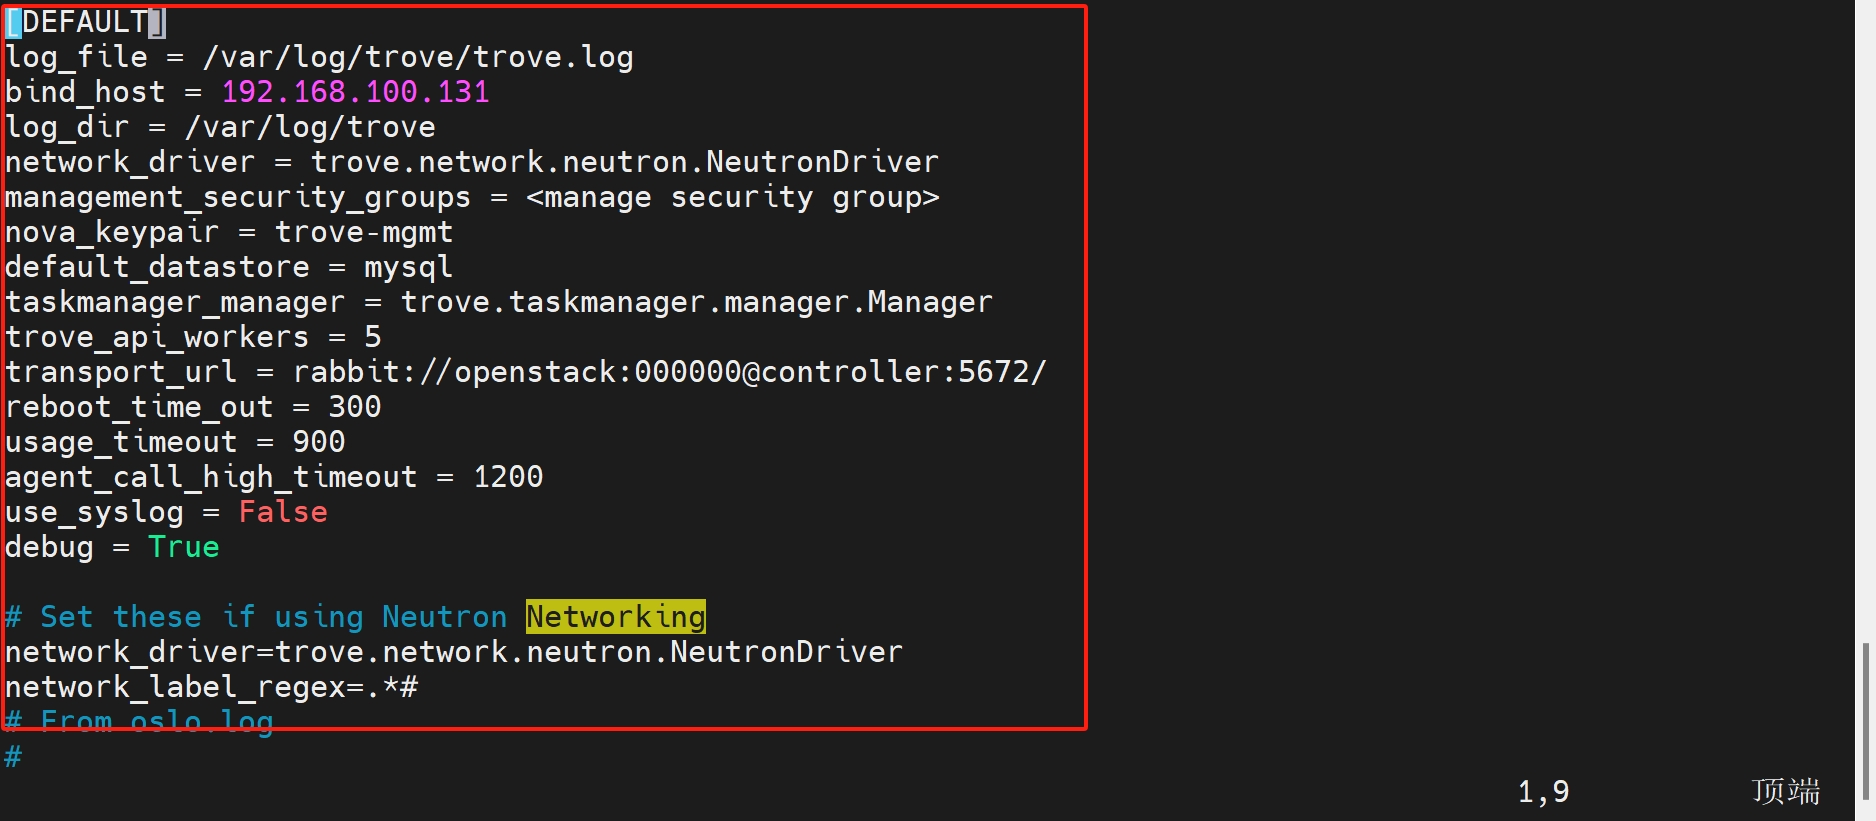 [DEFAULT]
log_file = /var/log/trove/trove.log
bind_host = 192.168.100.131
log_dir = /var/log/trove
network_driver = trove.network.neutron.NeutronDriver
management_security_groups = <manage security group>
nova_keypair = trove-mgmt
default_datastore = mysql
taskmanager_manager = trove.taskmanager.manager.Manager
trove_api_workers = 5
transport_url = rabbit://openstack:000000@controller:5672/
reboot_time_out = 300
usage_timeout = 900
agent_call_high_timeout = 1200
use_syslog = False
debug = True
# Set these if using Neutron Networking
network_driver=trove.network.neutron.NeutronDriver
network_label_regex=.*#
# From oslo.log
#
1,9 顶端